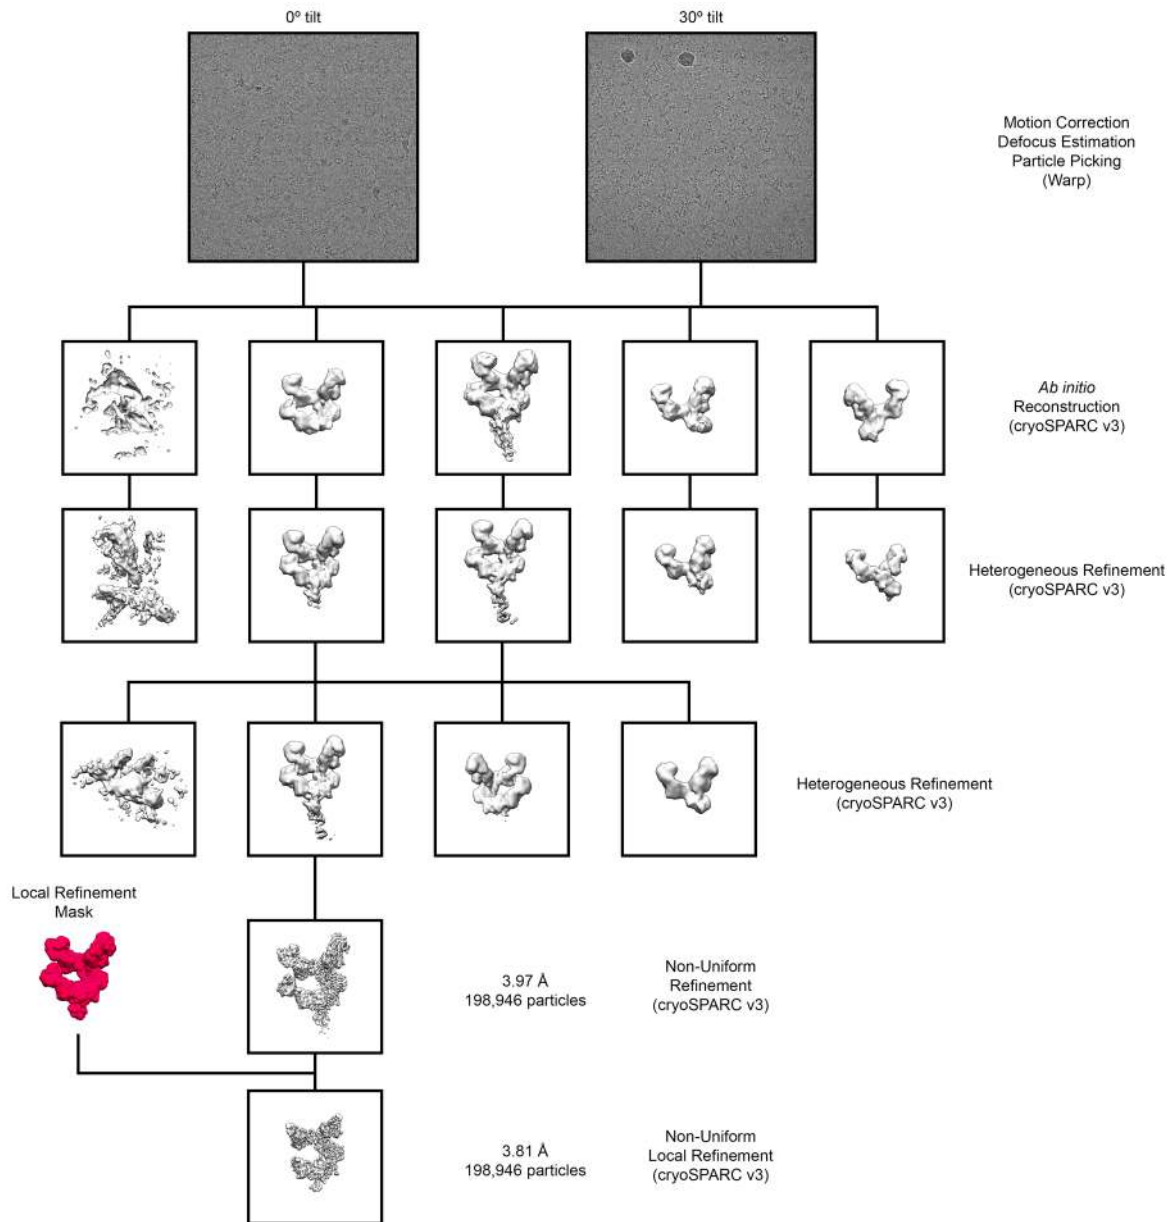 0º tilt
30º tilt
Motion Correction
Defocus Estimation
Particle Picking
(Warp)
Ab initio
Reconstruction
(cryoSPARC v3)
Heterogeneous Refinement
(cryoSPARC v3)
Heterogeneous Refinement
(cryoSPARC v3)
Local Refinement
Mask
3.97 Å
198,946 particles
Non-Uniform
Refinement
(cryoSPARC v3)
3.81 Å
198,946 particles
Non-Uniform
Local Refinement
(cryoSPARC v3)